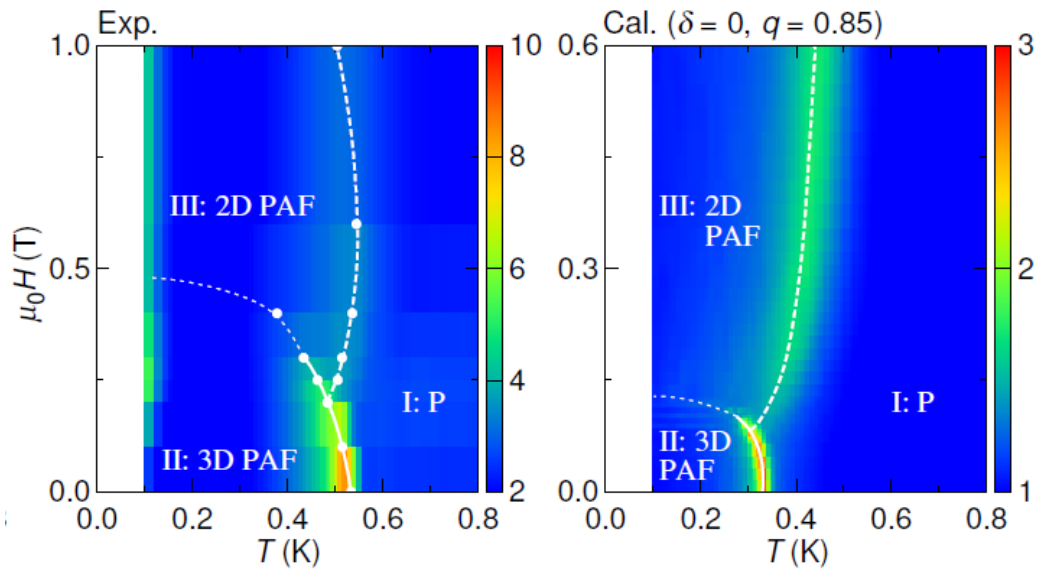 Exp.
1.0
0.5
0.0
μ0H (T)
III: 2D PAF
II: 3D PAF
I: P
0.0 0.2 0.4 0.6 0.8
T (K)
10
8
6
4
2
Cal. (δ = 0, q = 0.85)
0.6
0.3
0.0
III: 2D
PAF
II: 3D
PAF
I: P
0.0 0.2 0.4 0.6 0.8
T (K)
3
2
1